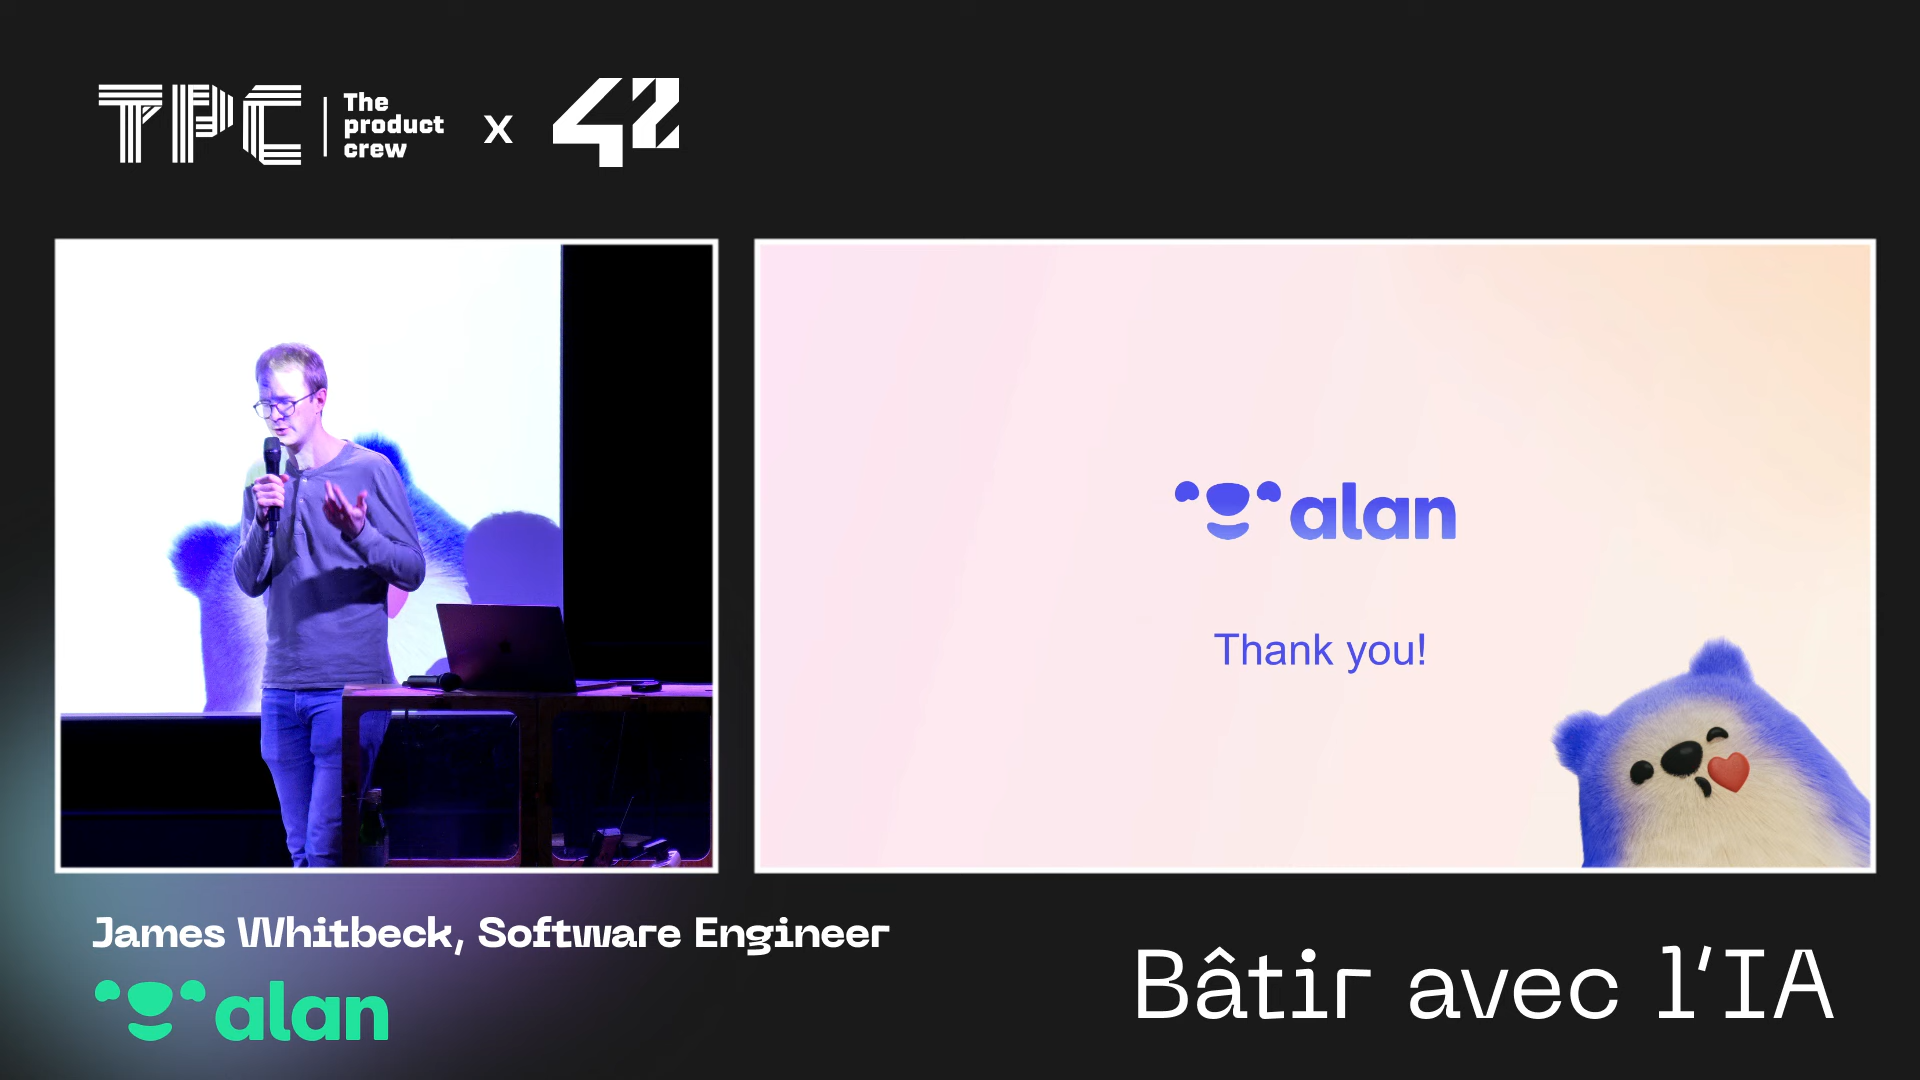 TPC
The
product
crew
x
42
alan
Thank you!
James Whitbeck, Software Engineer
alan
Bâtir avec l'IA